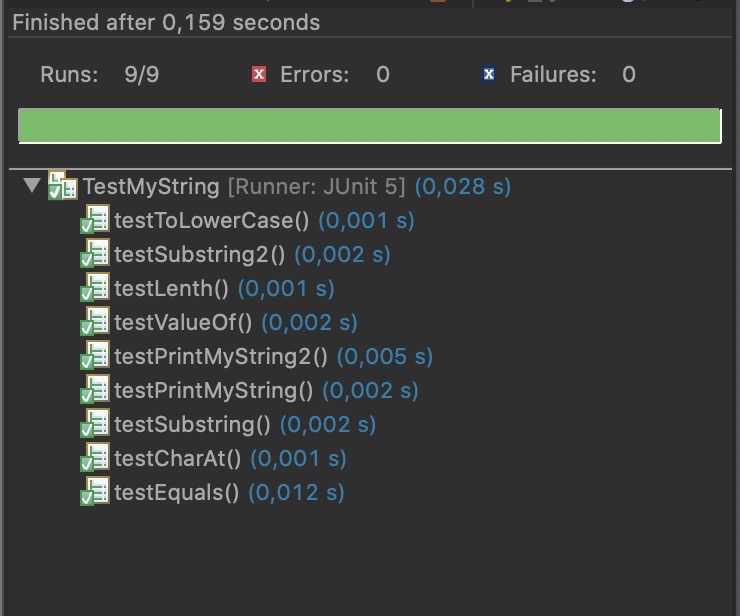 Finished after 0,159 seconds
Runs: 9/9 Errors: 0 Failures: 0
TestMyString [Runner: JUnit 5] (0,028 s)
testToLowerCase() (0,001 s)
testSubstring2() (0,002 s)
testLenth() (0,001 s)
testValueOf() (0,002 s)
testPrintMyString2() (0,005 s)
testPrintMyString() (0,002 s)
testSubstring() (0,002 s)
testCharAt() (0,001 s)
testEquals() (0,012 s)